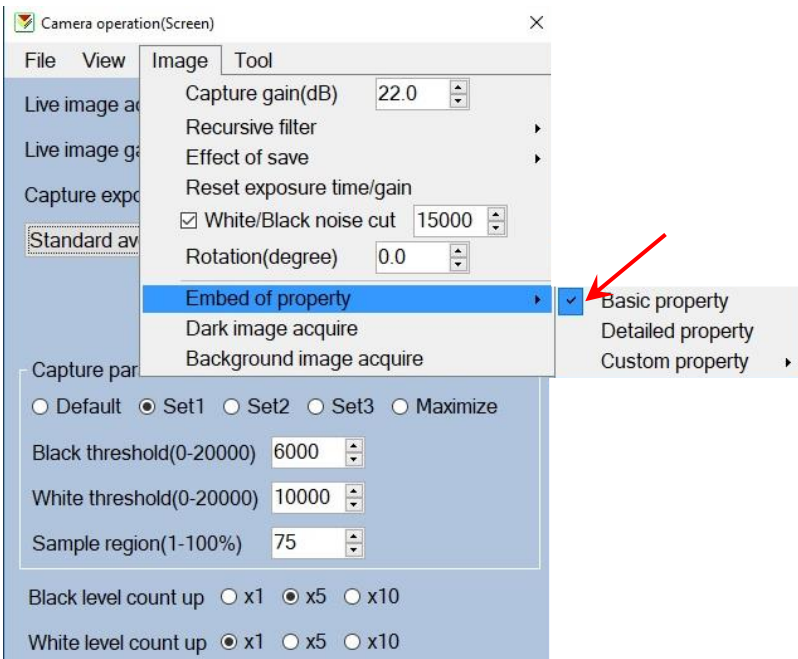 Camera operation(Screen)
File View Image Tool
Capture gain(dB) 22.0
Live image ac
Recursive filter
Live image ga
Effect of save
Reset exposure time/gain
Capture expo
White/Black noise cut 15000
Standard av
Rotation(degree) 0.0
Embed of property
Basic property
Dark image acquire
Detailed property
Background image acquire
Custom property
Capture par
Default Set1 Set2 Set3 Maximize
Black threshold(0-20000) 6000
White threshold(0-20000) 10000
Sample region(1-100%) 75
Black level count up x1 x5 x10
White level count up x1 x5 x10